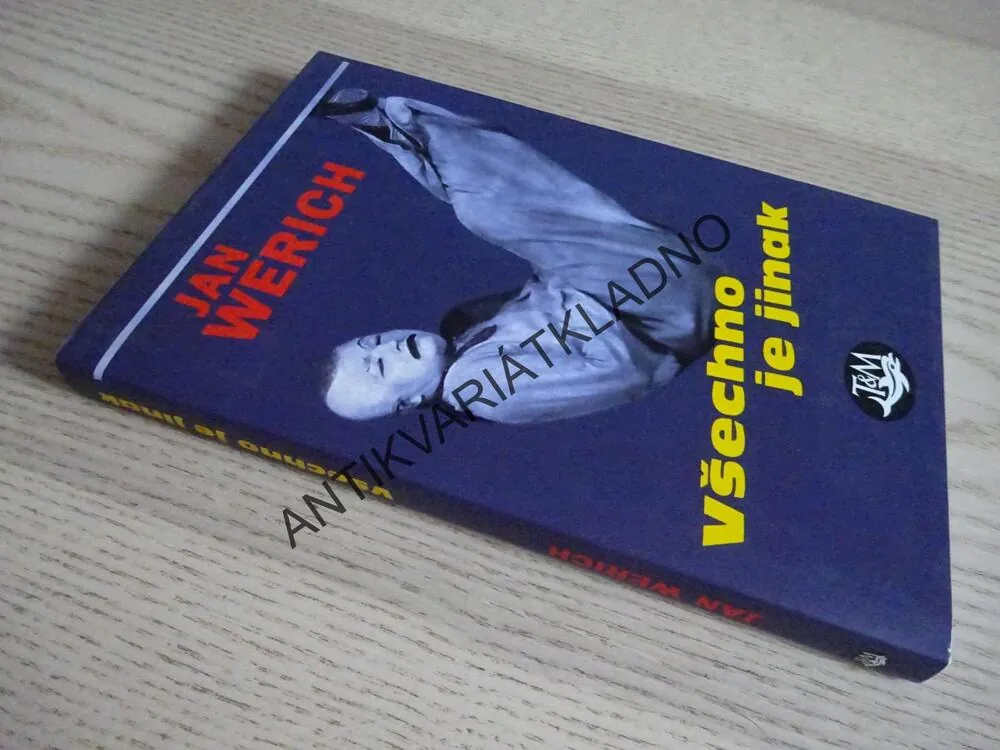 JAN
WERICH
všechno
je jinak
J&M
všechno je jinak
JAN WERICH
ANTIKVARIÁTKLADNO